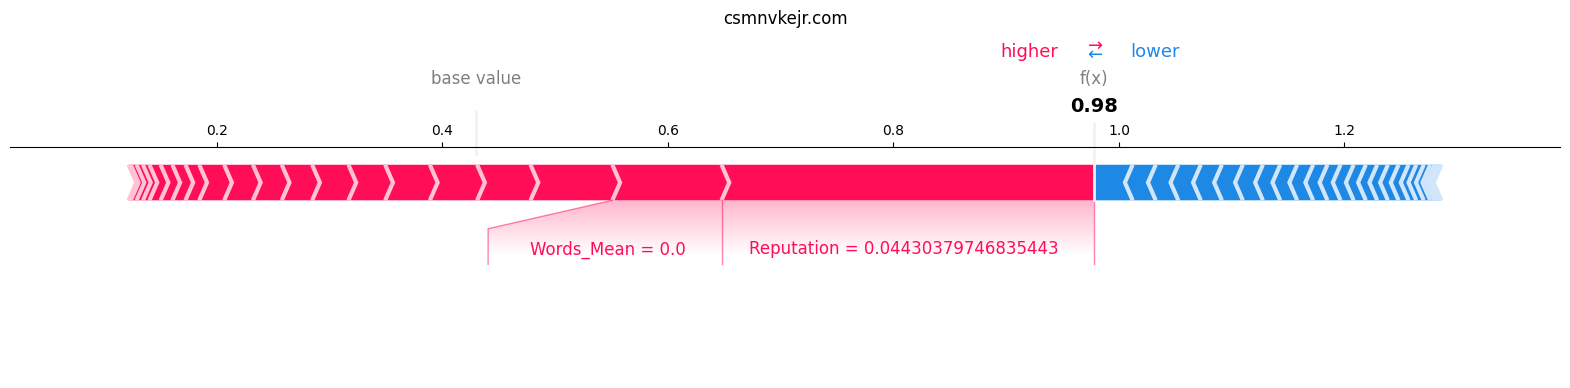 csmnvkejr.com
higher → ← lower
base value f(x)
0.98
0.2 0.4 0.6 0.8 1.0 1.2
Words_Mean = 0.0 Reputation = 0.04430379746835443